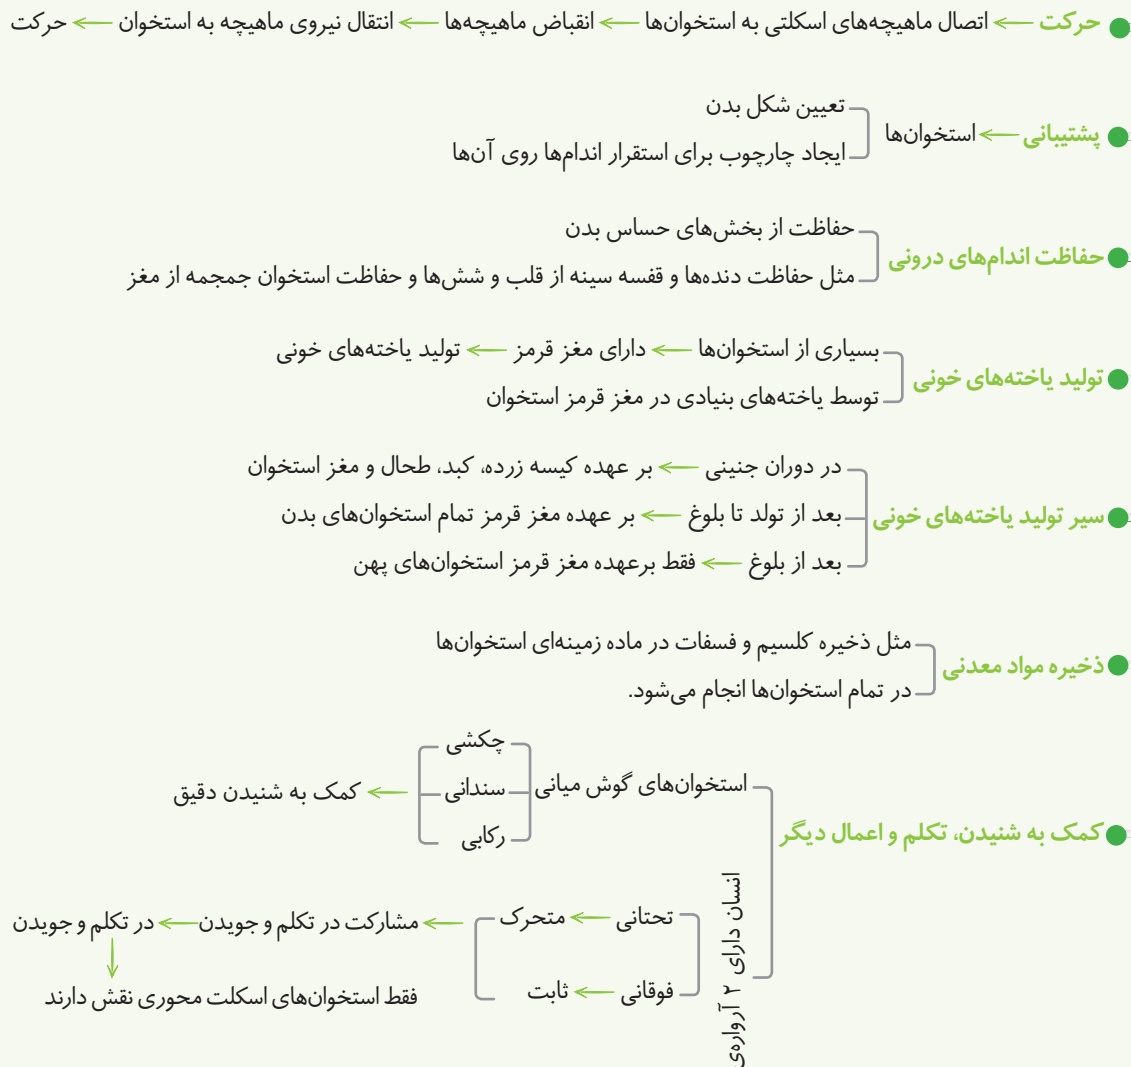 حرکت ← اتصال ماهیچه‌های اسکلتی به استخوان‌ها ← انقباض ماهیچه‌ها ← انتقال نیروی ماهیچه به استخوان ← حرکت
پشتیبانی ← استخوان‌ها
تعیین شکل بدن
ایجاد چارچوب برای استقرار اندام‌ها روی آن‌ها
حفاظت اندام‌های درونی
حفاظت از بخش‌های حساس بدن
مثل حفاظت دنده‌ها و قفسه سینه از قلب و شش‌ها و حفاظت استخوان جمجمه از مغز
تولید یاخته‌های خونی
بسیاری از استخوان‌ها ← دارای مغز قرمز ← تولید یاخته‌های خونی
توسط یاخته‌های بنیادی در مغز قرمز استخوان
سیر تولید یاخته‌های خونی
در دوران جنینی ← بر عهده کیسه زرده، کبد، طحال و مغز استخوان
بعد از تولد تا بلوغ ← بر عهده مغز قرمز تمام استخوان‌های بدن
بعد از بلوغ ← فقط برعهده مغز قرمز استخوان‌های پهن
ذخیره مواد معدنی
مثل ذخیره کلسیم و فسفات در ماده زمینه‌ای استخوان‌ها
در تمام استخوان‌ها انجام می‌شود.
کمک به شنیدن، تکلم و اعمال دیگر
استخوان‌های گوش میانی
چکشی
سندانی
رکابی
← کمک به شنیدن دقیق
انسان دارای ۲ آرواره‌ی
تحتانی ← متحرک
فوقانی ← ثابت
← مشارکت در تکلم و جویدن ← در تکلم و جویدن
↓
فقط استخوان‌های اسکلت محوری نقش دارند